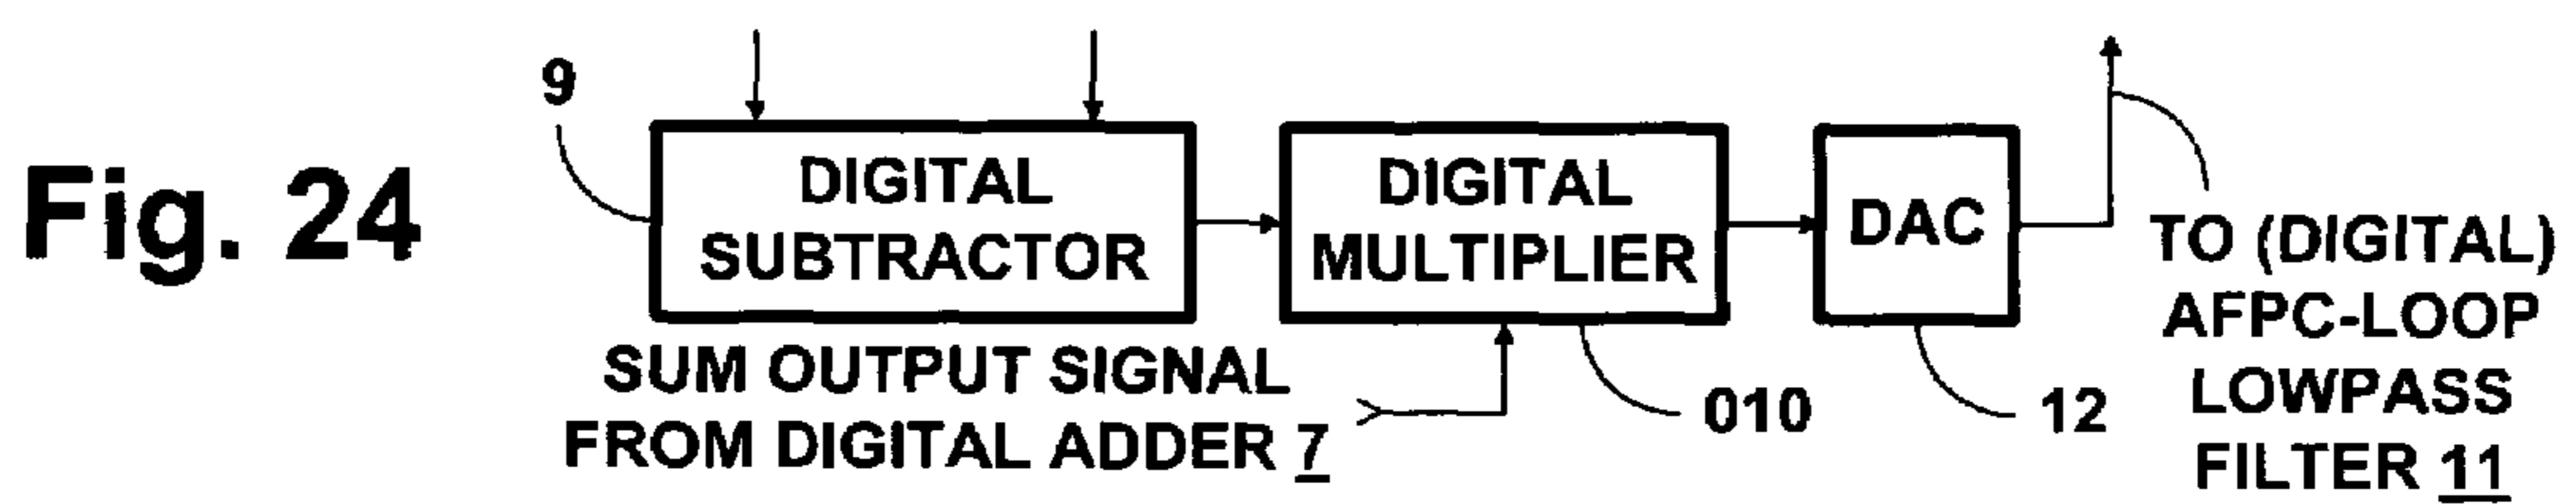 Fig. 24
9
DIGITAL
SUBTRACTOR
DIGITAL
MULTIPLIER
DAC
TO (DIGITAL)
AFPC-LOOP
LOWPASS
FILTER 11
SUM OUTPUT SIGNAL
FROM DIGITAL ADDER 7
010
12